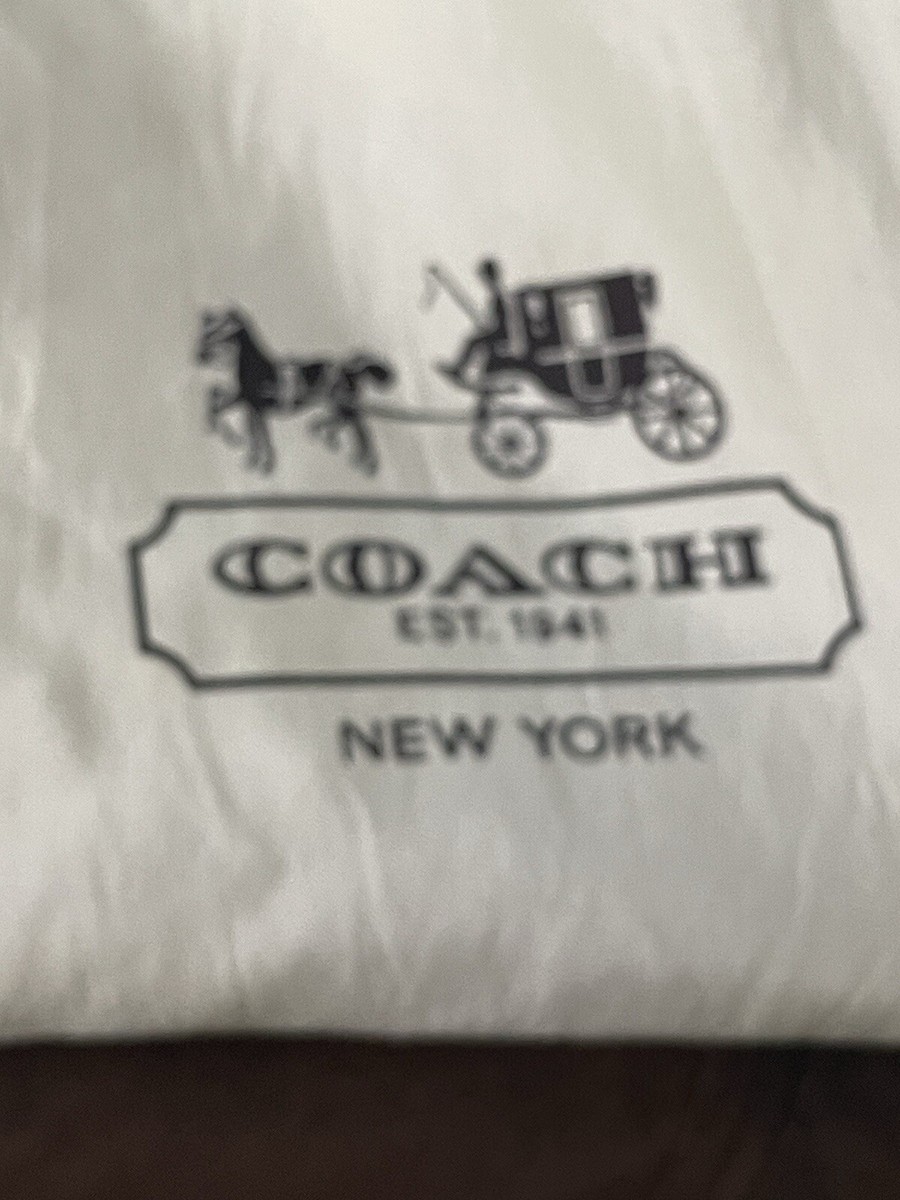 COACH
EST. 1941
NEW YORK